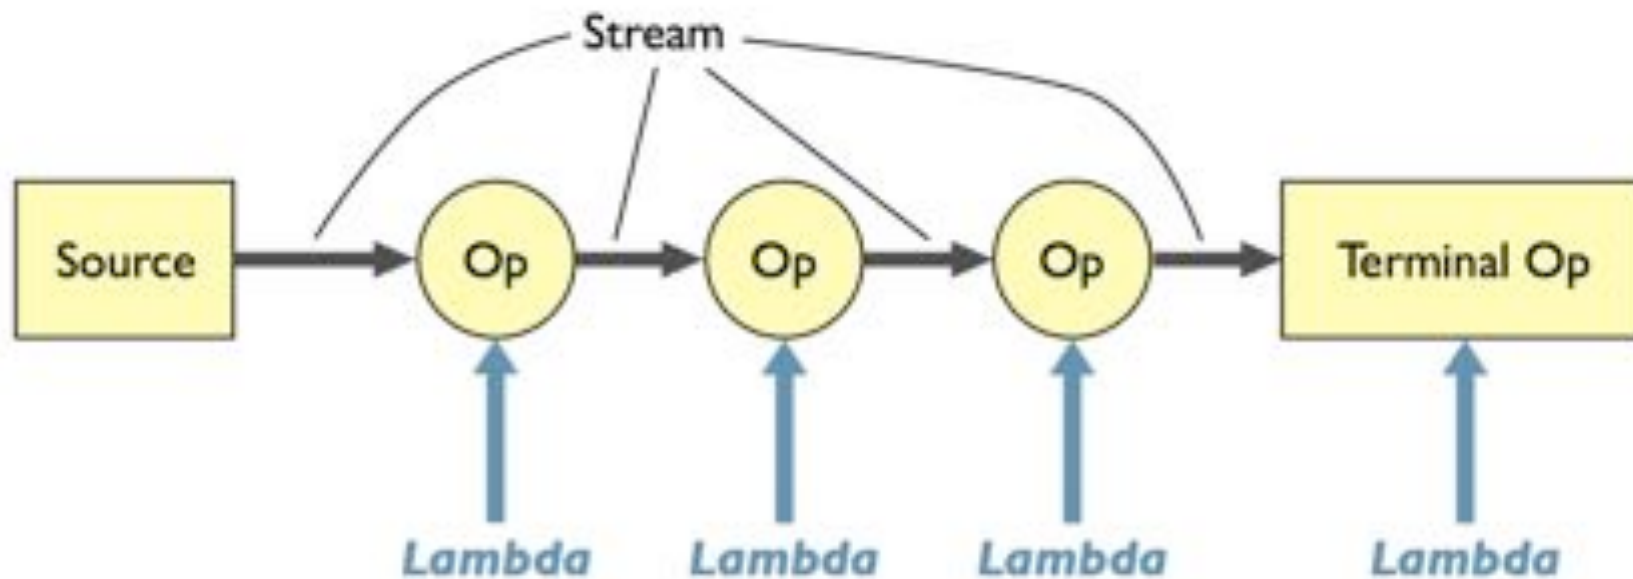 Stream
Source
Op
Op
Op
Terminal Op
Lambda
Lambda
Lambda
Lambda